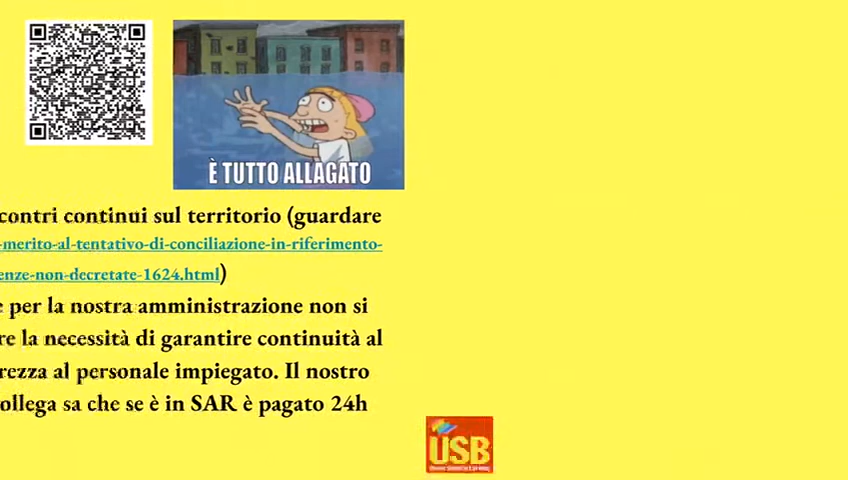 È TUTTO ALLAGATO
contri continui sul territorio (guardare
-merito-al-tentativo-di-conciliazione-in-riferimento-
enze-non-decretate-1624.html)
e per la nostra amministrazione non si
re la necessità di garantire continuità al
rezza al personale impiegato. Il nostro
ollega sa che se è in SAR è pagato 24h
USB